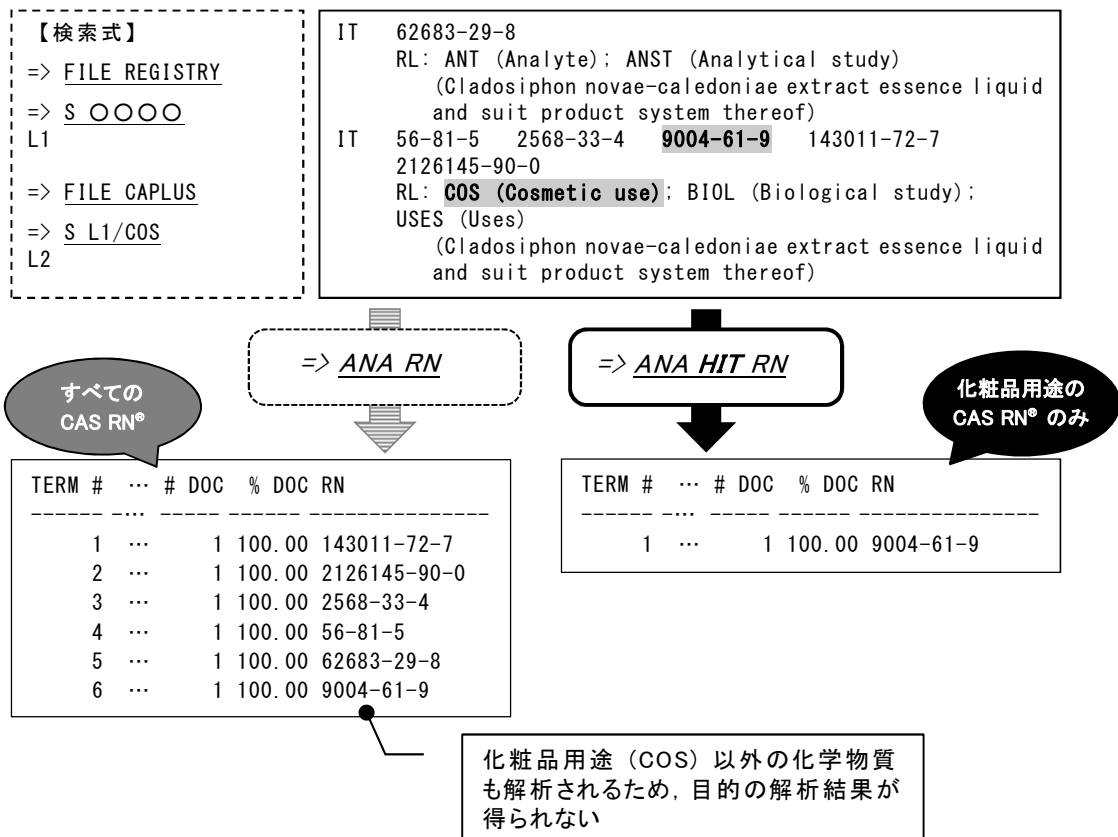 【検索式】
=> FILE REGISTRY
=> S ○○○○
L1
=> FILE CAPLUS
=> S L1/COS
L2
IT 62683-29-8
RL: ANT (Analyte); ANST (Analytical study)
(Cladosiphon novae-caledoniae extract essence liquid
and suit product system thereof)
IT 56-81-5 2568-33-4 9004-61-9 143011-72-7
2126145-90-0
RL: COS (Cosmetic use); BIOL (Biological study);
USES (Uses)
(Cladosiphon novae-caledoniae extract essence liquid
and suit product system thereof)
=> ANA RN
=> ANA HIT RN
すべての
CAS RN®
化粧品用途の
CAS RN® のみ
TERM # … # DOC % DOC RN
------ -… ----- ------ ---------------
1 … 1 100.00 143011-72-7
2 … 1 100.00 2126145-90-0
3 … 1 100.00 2568-33-4
4 … 1 100.00 56-81-5
5 … 1 100.00 62683-29-8
6 … 1 100.00 9004-61-9
TERM # … # DOC % DOC RN
------ -… ----- ------ ---------------
1 … 1 100.00 9004-61-9
化粧品用途 (COS) 以外の化学物質
も解析されるため, 目的の解析結果が
得られない